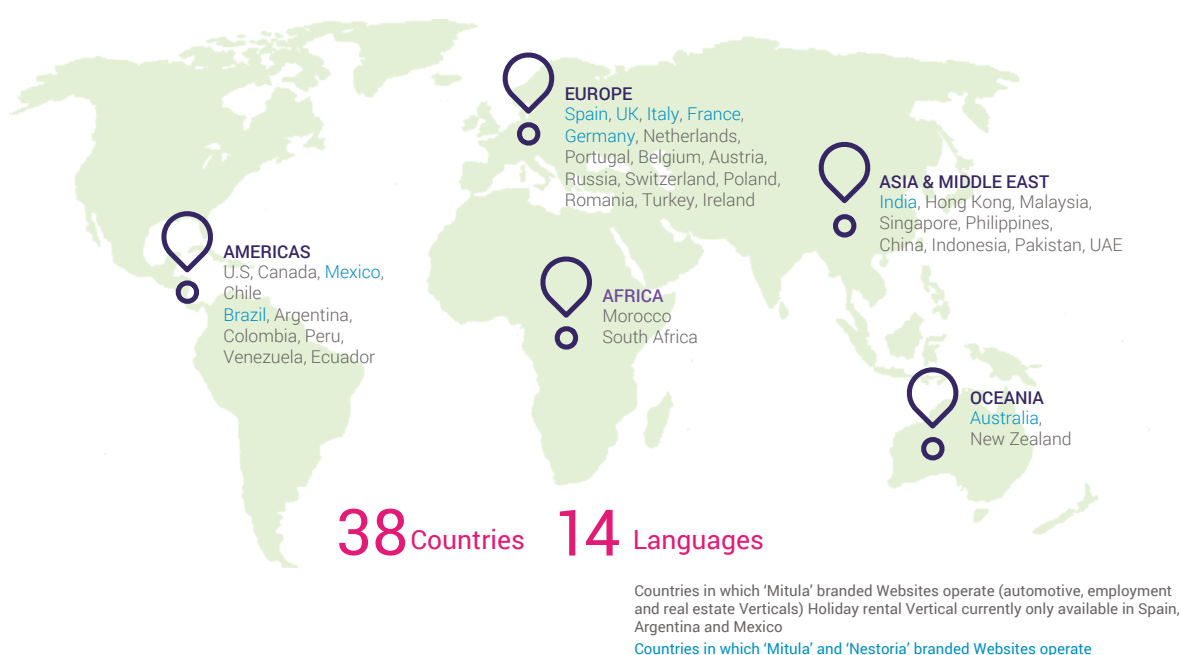 EUROPE
Spain, UK, Italy, France,
Germany, Netherlands,
Portugal, Belgium, Austria,
Russia, Switzerland, Poland,
Romania, Turkey, Ireland
ASIA & MIDDLE EAST
India, Hong Kong, Malaysia,
Singapore, Philippines,
China, Indonesia, Pakistan, UAE
AMERICAS
U.S, Canada, Mexico,
Chile
Brazil, Argentina,
Colombia, Peru,
Venezuela, Ecuador
AFRICA
Morocco
South Africa
OCEANIA
Australia,
New Zealand
38 Countries 14 Languages
Countries in which ‘Mitula’ branded Websites operate (automotive, employment
and real estate Verticals) Holiday rental Vertical currently only available in Spain,
Argentina and Mexico
Countries in which ‘Mitula’ and ‘Nestoria’ branded Websites operate